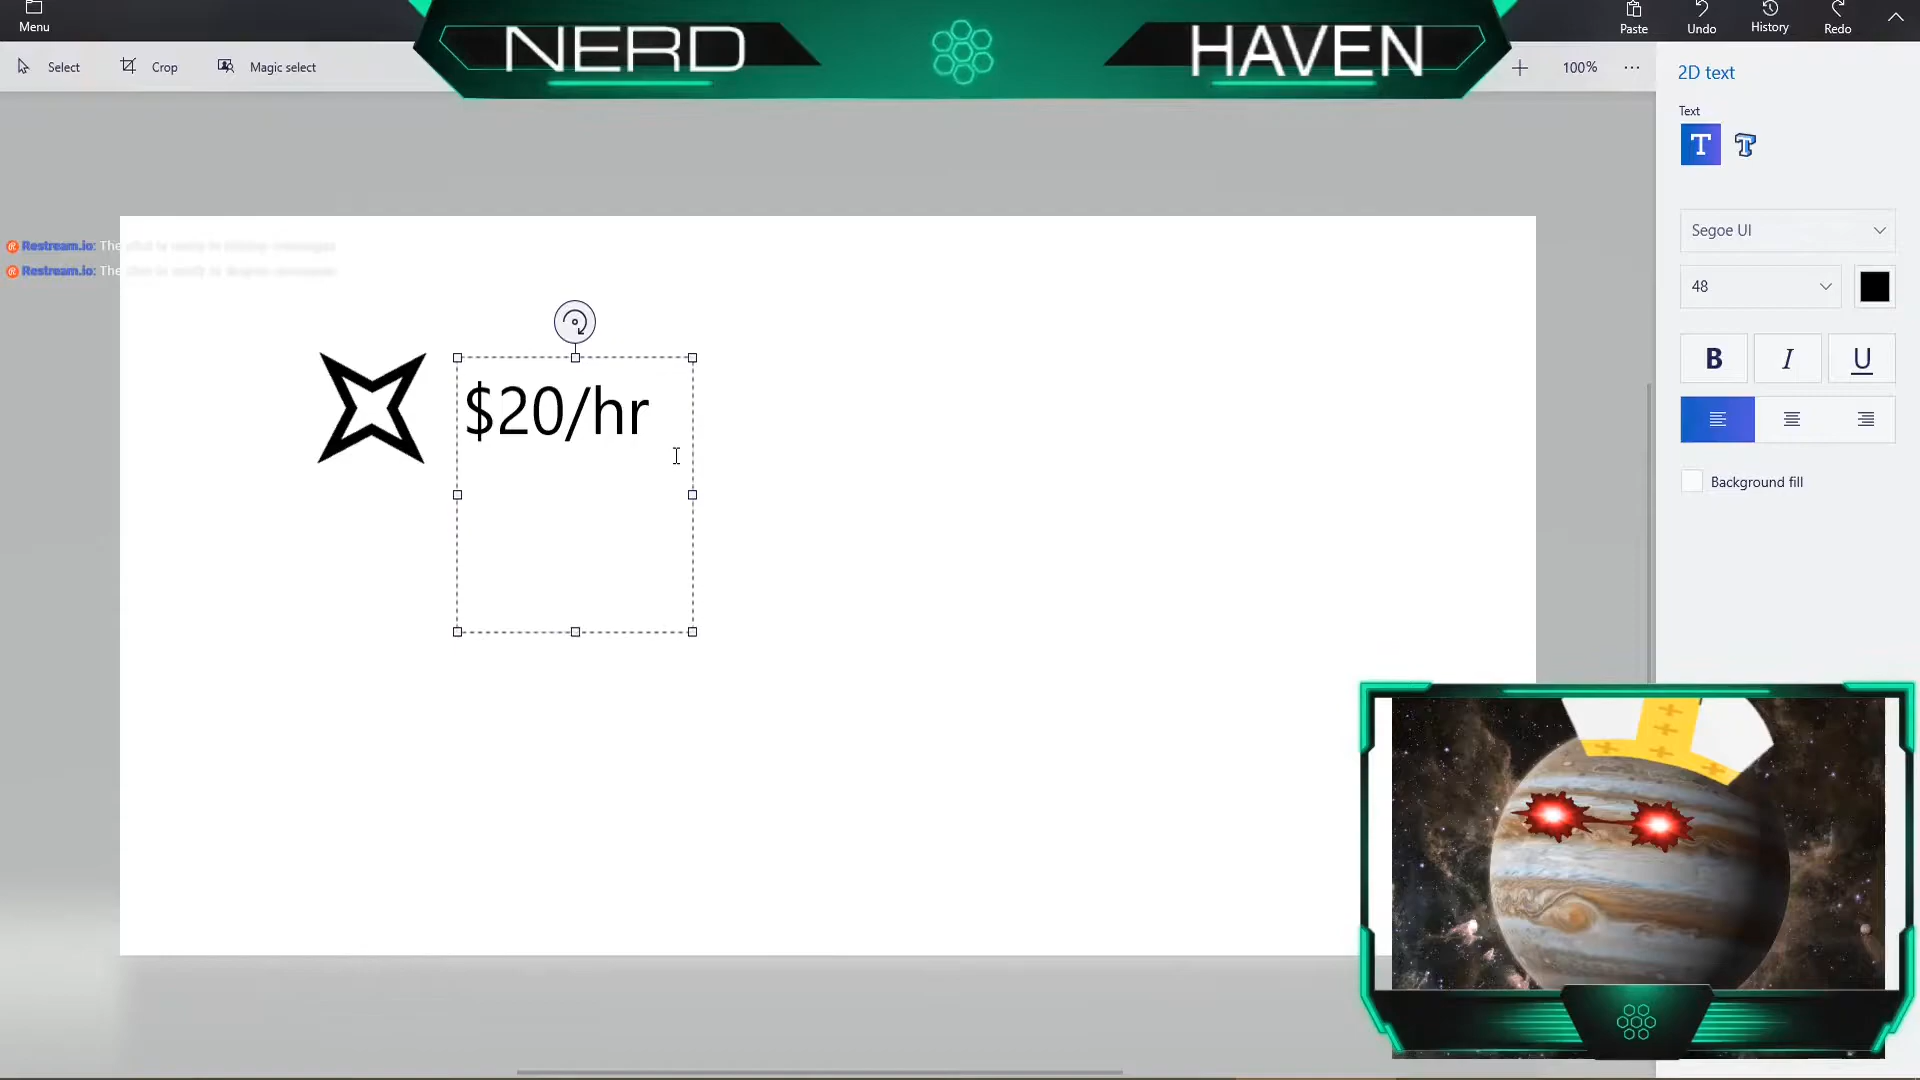 Menu
NERD
HAVEN
Paste
Undo
History
Redo
Select
Crop
Magic select
100%
2D text
Text
Segoe UI
48
B
I
U
Background fill
Restream.io: The
Restream.io: The
$20/hr